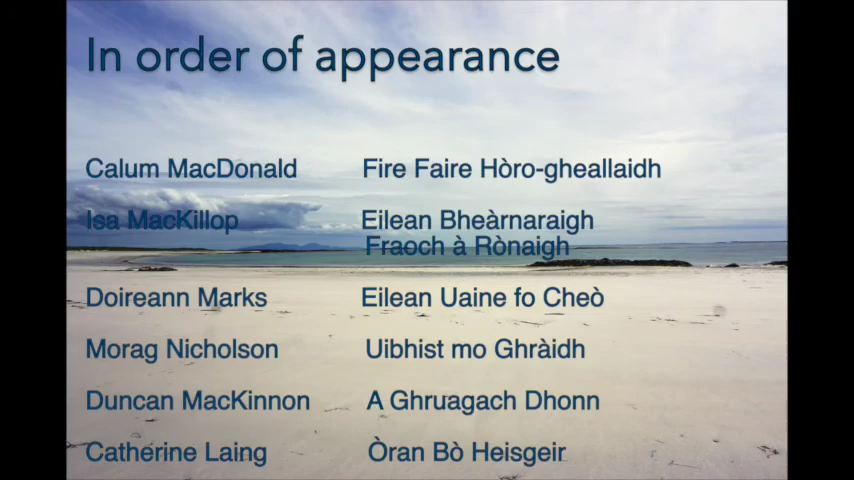 In order of appearance
Calum MacDonald Fire Faire Hòro-gheallaidh
Isa MacKillop Eilean Bheàrnaraigh
Fraoch à Rònaigh
Doireann Marks Eilean Uaine fo Cheò
Morag Nicholson Uibhist mo Ghràidh
Duncan MacKinnon A Ghruagach Dhonn
Catherine Laing Òran Bò Heisgeir